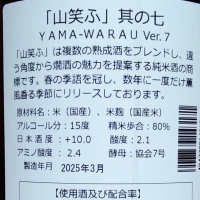 「山笑ふ」其の七
YAMA-WARAU Ver.7
「山笑ふ」は複数の熟成酒をブレンドし、違
う角度から燗酒の魅力を提案する純米酒の商
標です。春の季語を冠し、数年に一度だけ薫
風香る季節にリリースしております。
原材料名：米（国産）、米麹（国産米）
アルコール分：15度 精米歩合：80%
日本酒度：+10.0 酸度：2.1
アミノ酸度：2.4 酵母：協会7号
製造年月 2025年3月
【使用酒及び配合率】